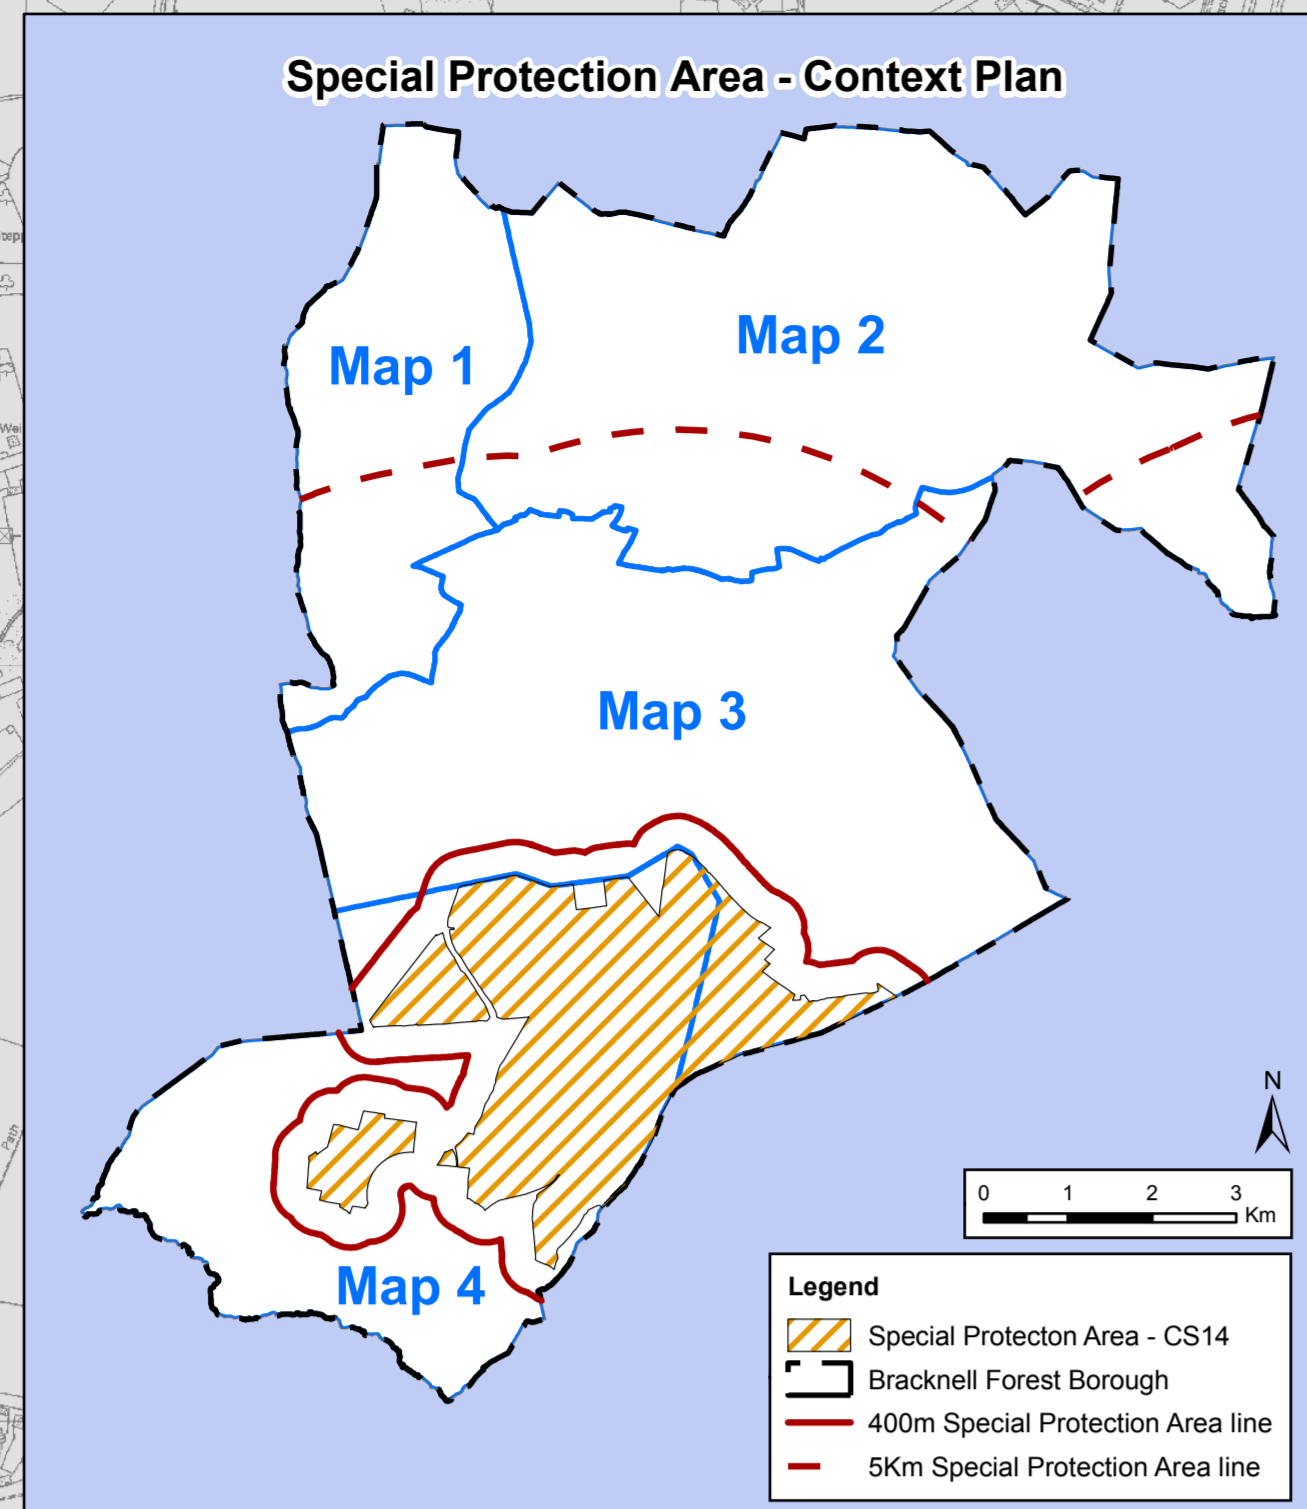 Special Protection Area - Context Plan
Map 1
Map 2
Map 3
Map 4
N
0 1 2 3
Km
Legend
Special Protecton Area - CS14
Bracknell Forest Borough
400m Special Protection Area line
5Km Special Protection Area line
Path